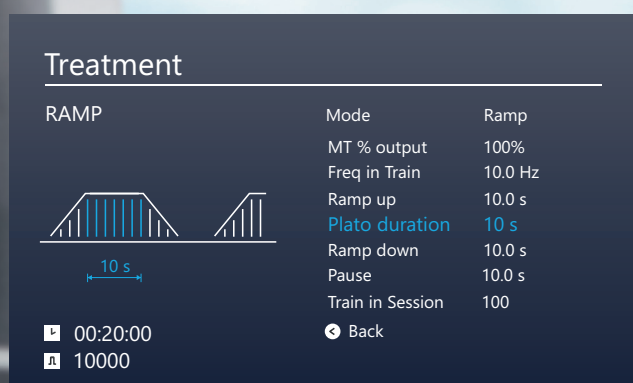 Treatment
RAMP
10 s
00:20:00
10000
Mode Ramp
MT % output 100%
Freq in Train 10.0 Hz
Ramp up 10.0 s
Plato duration 10 s
Ramp down 10.0 s
Pause 10.0 s
Train in Session 100
Back